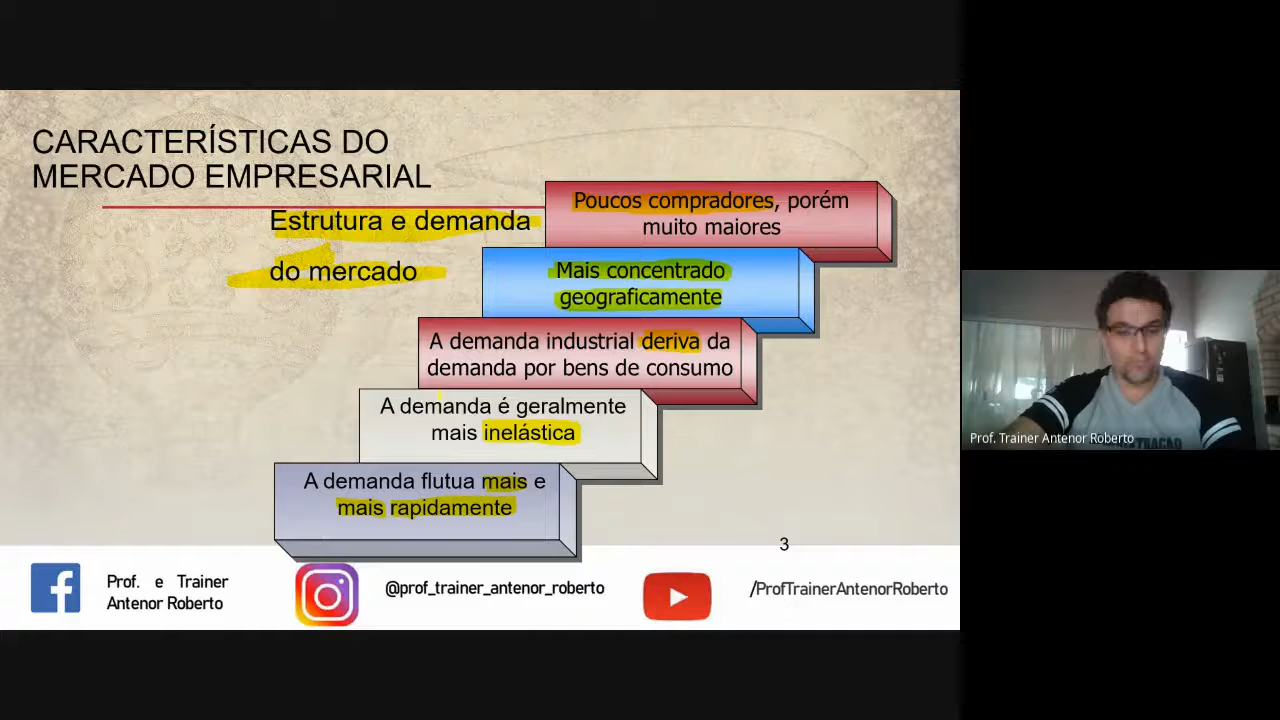 CARACTERÍSTICAS DO
MERCADO EMPRESARIAL
Estrutura e demanda
do mercado
Poucos compradores, porém
muito maiores
Mais concentrado
geograficamente
A demanda industrial deriva da
demanda por bens de consumo
A demanda é geralmente
mais inelástica
A demanda flutua mais e
mais rapidamente
3
Prof. e Trainer
Antenor Roberto
@prof_trainer_antenor_roberto
/ProfTrainerAntenorRoberto
Prof. Trainer Antenor Roberto